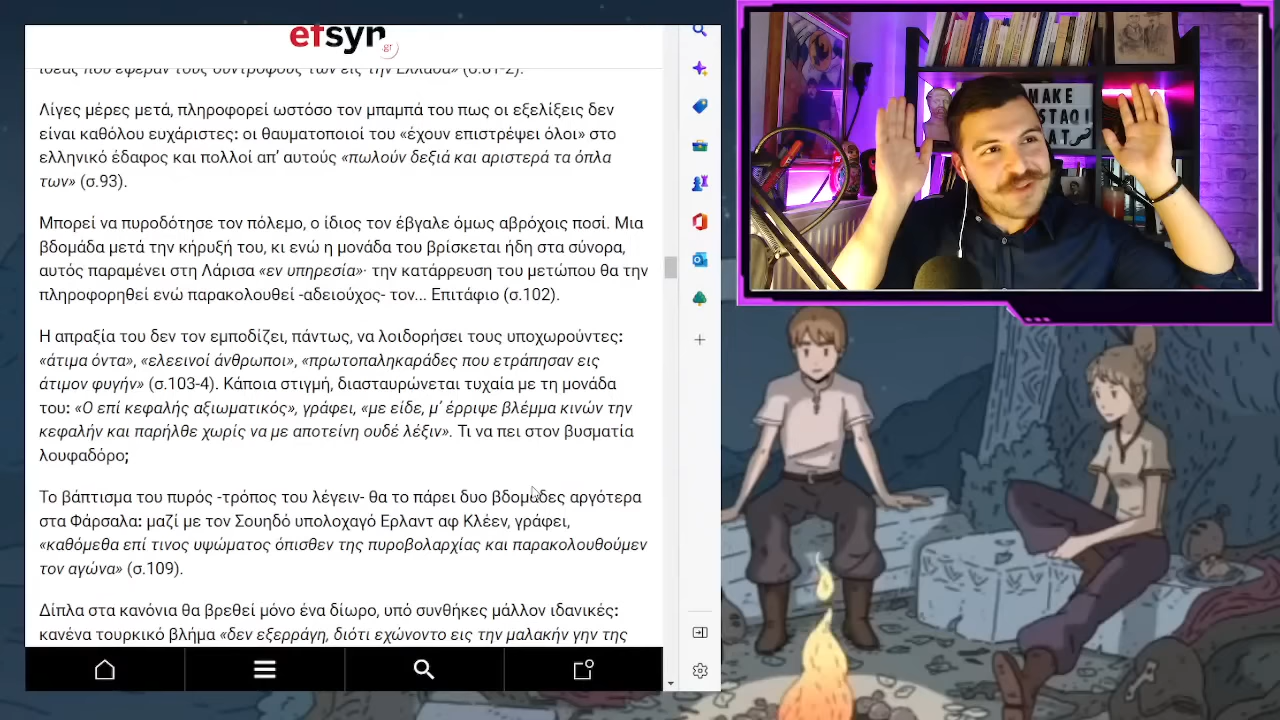 efsyn
.gr
ιδέας που έφεραν τους συντρόφους των εις την Ελλάδα» (σ.81-2).
Λίγες μέρες μετά, πληροφορεί ωστόσο τον μπαμπά του πως οι εξελίξεις δεν
είναι καθόλου ευχάριστες: οι θαυματοποιοί του «έχουν επιστρέψει όλοι» στο
ελληνικό έδαφος και πολλοί απ’ αυτούς «πωλούν δεξιά και αριστερά τα όπλα
των» (σ.93).
Μπορεί να πυροδότησε τον πόλεμο, ο ίδιος τον έβγαλε όμως αβρόχοις ποσί. Μια
βδομάδα μετά την κήρυξή του, κι ενώ η μονάδα του βρίσκεται ήδη στα σύνορα,
αυτός παραμένει στη Λάρισα «εν υπηρεσία»· την κατάρρευση του μετώπου θα την
πληροφορηθεί ενώ παρακολουθεί -αδειούχος- τον... Επιτάφιο (σ.102).
Η απραξία του δεν τον εμποδίζει, πάντως, να λοιδορήσει τους υποχωρούντες:
«άτιμα όντα», «ελεεινοί άνθρωποι», «πρωτοπαληκαράδες που ετράπησαν εις
άτιμον φυγήν» (σ.103-4). Κάποια στιγμή, διασταυρώνεται τυχαία με τη μονάδα
του: «Ο επί κεφαλής αξιωματικός», γράφει, «με είδε, μ’ έρριψε βλέμμα κινών την
κεφαλήν και παρήλθε χωρίς να με αποτείνη ουδέ λέξιν». Τι να πει στον βυσματία
λουφαδόρο;
Το βάπτισμα του πυρός -τρόπος του λέγειν- θα το πάρει δυο βδομάδες αργότερα
στα Φάρσαλα: μαζί με τον Σουηδό υπολοχαγό Ερλαντ αφ Κλέεν, γράφει,
«καθόμεθα επί τινος υψώματος όπισθεν της πυροβολαρχίας και παρακολουθούμεν
τον αγώνα» (σ.109).
Δίπλα στα κανόνια θα βρεθεί μόνο ένα δίωρο, υπό συνθήκες μάλλον ιδανικές:
κανένα τουρκικό βλήμα «δεν εξερράγη, διότι εχώνοντο εις την μαλακήν γην της
MAKE